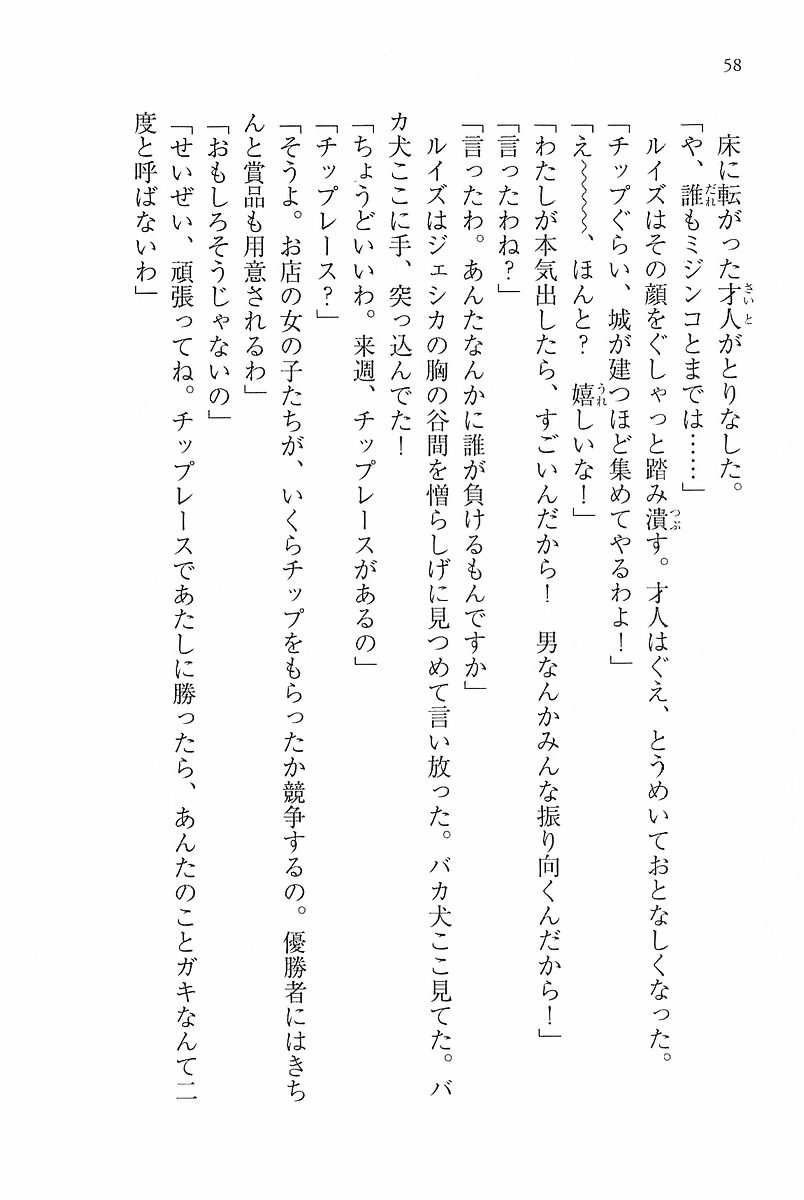 58
床に転がった才人がとりなした。
「や、誰もミジンコとまでは……」
ルイズはその顔をぐしゃっと踏み潰す。才人はぐえ、とうめいておとなしくなった。
「チップぐらい、城が建つほど集めてやるわよ！」
「え～～～～、ほんと？　嬉しいな！」
「わたしが本気出したら、すごいんだから！　男なんかみんな振り向くんだから！」
「言ったわね？」
「言ったわ。あんたなんかに誰が負けるもんですか」
ルイズはジェシカの胸の谷間を憎らしげに見つめて言い放った。バカ犬ここ見てた。バ
カ犬ここに手、突っ込んでた！
「ちょうどいいわ。来週、チップレースがあるの」
「チップレース？」
「そうよ。お店の女の子たちが、いくらチップをもらったか競争するの。優勝者にはきち
んと賞品も用意されるわ」
「おもしろそうじゃないの」
「せいぜい、頑張ってね。チップレースであたしに勝ったら、あんたのことガキなんて二
度と呼ばないわ」